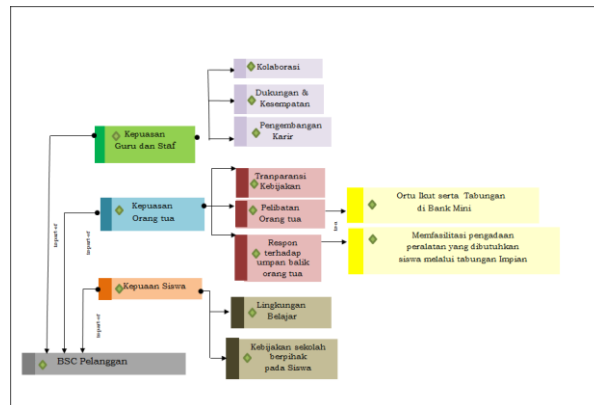 Kolaborasi
Dukungan &
Kesempatan
Pengembangan
Karir
Kepuasan
Guru dan Staf
Tranparansi
Kebijakan
Pelibatan
Orang tua
Respon
terhadap
umpan balik
orang tua
Kepuasan
Orang tua
Ortu Ikut serta Tabungan
di Bank Mini
Memfasilitasi pengadaan
peralatan yang dibutuhkan
siswa melalui tabungan Impian
Kepuaan Siswa
Lingkungan
Belajar
Kebijakan sekolah
berpihak
pada Siswa
BSC Pelanggan